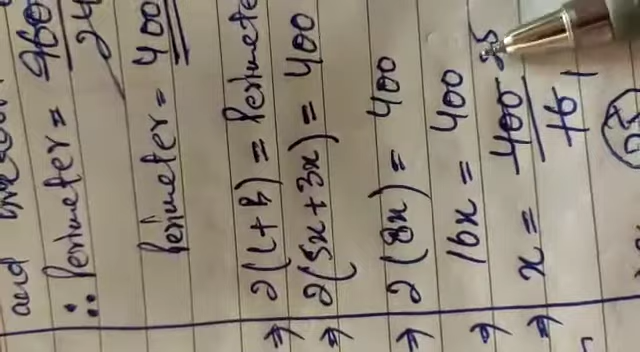 and
∴ Perimeter = 960 / 24
Perimeter = 400
⇒ 2(l+b) = Perimeter
⇒ 2(5x+3x) = 400
⇒ 2(8x) = 400
⇒ 16x = 400
⇒ x = 400 / 16 25 1